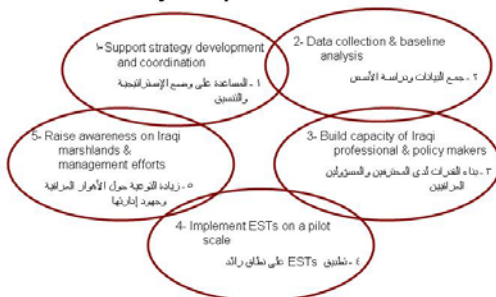 1- Support strategy development
and coordination
١ - المساعدة على وضع الإستراتيجية
والتنسيق
2- Data collection & baseline
analysis
٢ - جمع البيانات ودراسة الأسس
3- Build capacity of Iraqi
professional & policy makers
٣ - بناء القدرات لدى المحترفين والمسؤولين
العراقيين
4- Implement ESTs on a pilot
scale
٤ - تطبيق ESTs على نطاق رائد
5- Raise awareness on Iraqi
marshlands &
management efforts
٥ - زيادة التوعية حول الأهوار العراقية
وجهود إدارتها